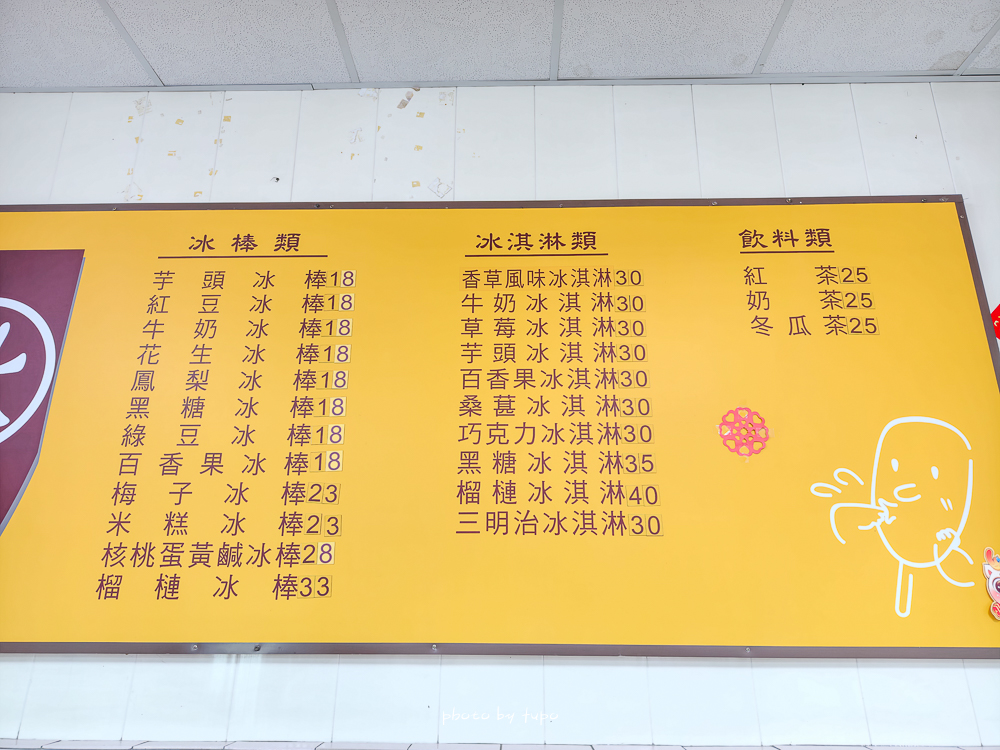 冰棒類
芋頭冰棒18
紅豆冰棒18
牛奶冰棒18
花生冰棒18
鳳梨冰棒18
黑糖冰棒18
綠豆冰棒18
百香果冰棒18
梅子冰棒23
米糕冰棒23
核桃蛋黃鹹冰棒28
榴槤冰棒33
冰淇淋類
香草風味冰淇淋30
牛奶冰淇淋30
草莓冰淇淋30
芋頭冰淇淋30
百香果冰淇淋30
桑葚冰淇淋30
巧克力冰淇淋30
黑糖冰淇淋35
榴槤冰淇淋40
三明治冰淇淋30
飲料類
紅茶25
奶茶25
冬瓜茶25
photo by tupo